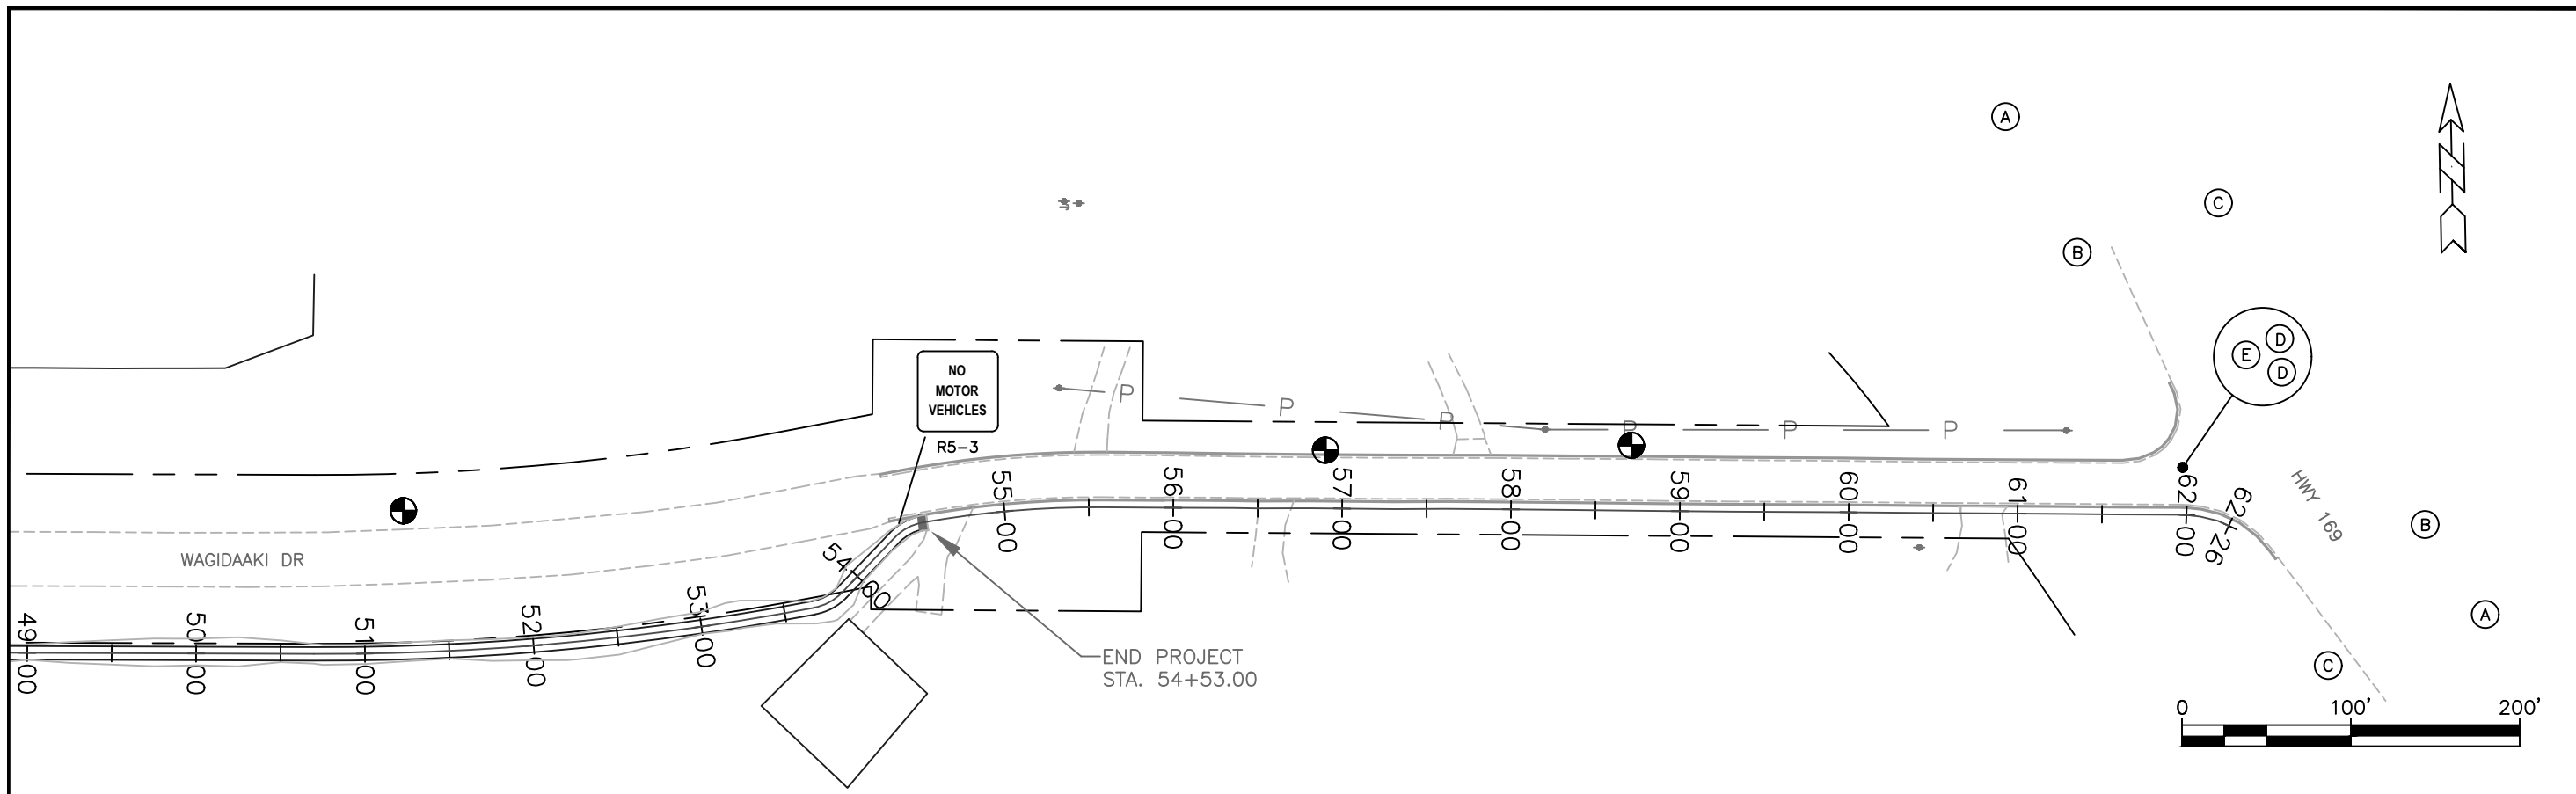 A
C
B
E
D
D
NO
MOTOR
VEHICLES
R5-3
P
P
P
P
P
P
HWY 169
WAGIDAAKI DR
49+00
50+00
51+00
52+00
53+00
54+00
55+00
56+00
57+00
58+00
59+00
60+00
61+00
62+00
62+26
B
A
C
END PROJECT
STA. 54+53.00
N
0 100' 200'